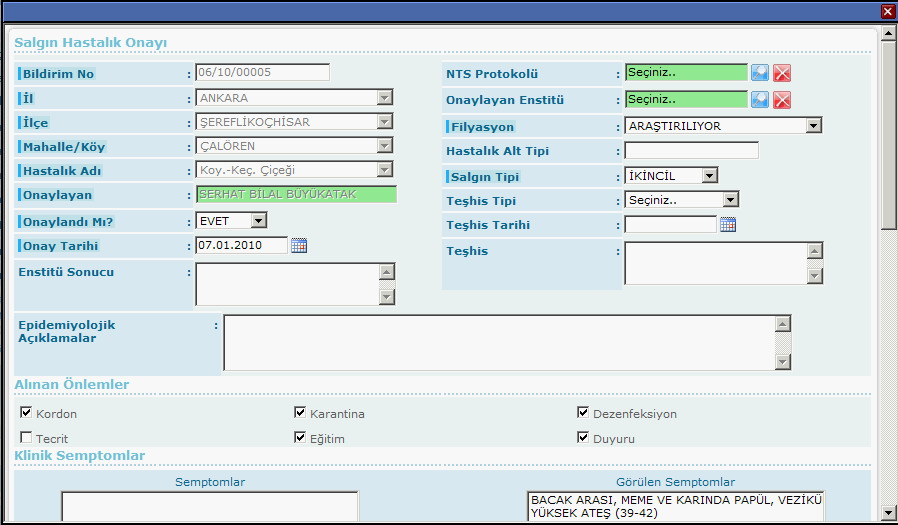 Salgın Hastalık Onayı
Bildirim No : 06/10/00005
İl : ANKARA
İlçe : ŞEREFLİKOÇHİSAR
Mahalle/Köy : ÇALÖREN
Hastalık Adı : Koy.-Keç. Çiçeği
Onaylayan : SERHAT BİLAL BÜYÜKATAK
Onaylandı Mı? : EVET
Onay Tarihi : 07.01.2010
Enstitü Sonucu :
NTS Protokolü : Seçiniz..
Onaylayan Enstitü : Seçiniz..
Filyasyon : ARAŞTIRILIYOR
Hastalık Alt Tipi :
Salgın Tipi : İKİNCİL
Teşhis Tipi : Seçiniz..
Teşhis Tarihi :
Teşhis :
Epidemiyolojik :
Açıklamalar
Alınan Önlemler
Kordon Karantina Dezenfeksiyon
Tecrit Eğitim Duyuru
Klinik Semptomlar
Semptomlar Görülen Semptomlar
BACAK ARASI, MEME VE KARINDA PAPÜL, VEZİKÜ
YÜKSEK ATEŞ (39-42)